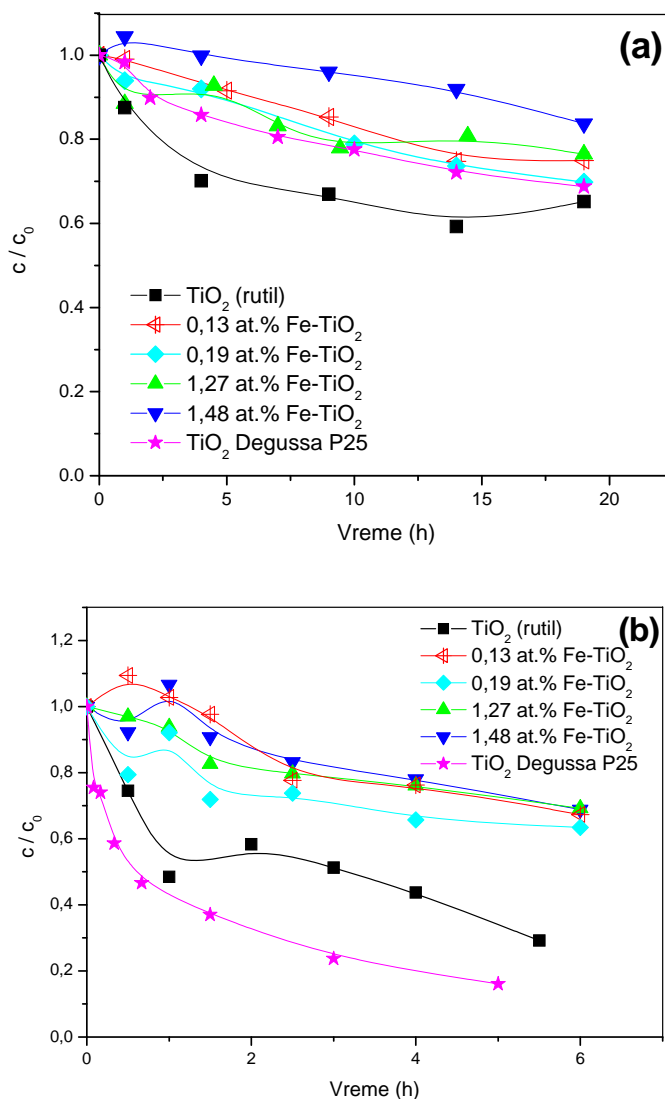 (a)
1.0
0.8
0.6
0.4
0.2
0.0
c / c₀
TiO₂ (rutil)
0,13 at.% Fe-TiO₂
0,19 at.% Fe-TiO₂
1,27 at.% Fe-TiO₂
1,48 at.% Fe-TiO₂
TiO₂ Degussa P25
0 5 10 15 20
Vreme (h)
(b)
1,2
1,0
0,8
0,6
0,4
0,2
0,0
c / c₀
TiO₂ (rutil)
0,13 at.% Fe-TiO₂
0,19 at.% Fe-TiO₂
1,27 at.% Fe-TiO₂
1,48 at.% Fe-TiO₂
TiO₂ Degussa P25
0 2 4 6
Vreme (h)